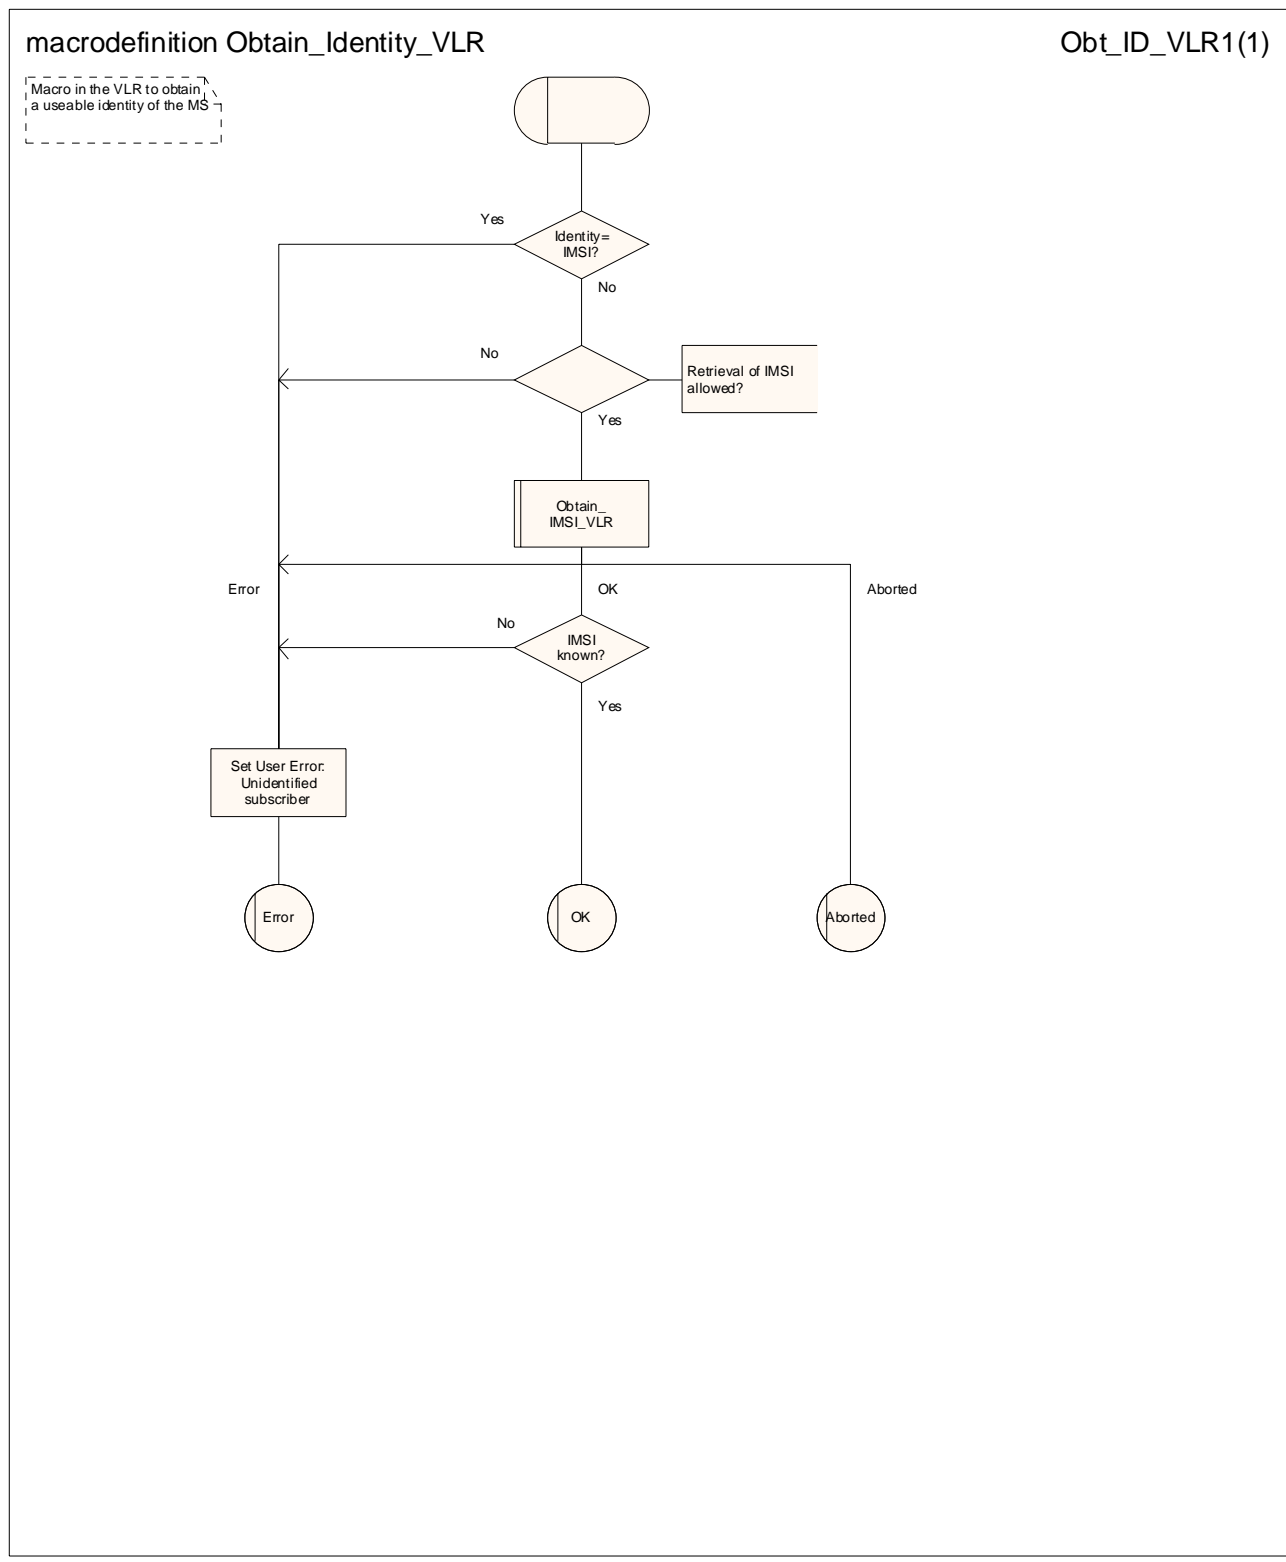 macrodefinition Obtain_Identity_VLR
Obt_ID_VLR1(1)
Macro in the VLR to obtain
a useable identity of the MS
Yes
Identity=
IMSI?
No
No
Retrieval of IMSI
allowed?
Yes
Obtain_
IMSI_VLR
Error
OK
Aborted
No
IMSI
known?
Yes
Set User Error:
Unidentified
subscriber
Error
OK
Aborted